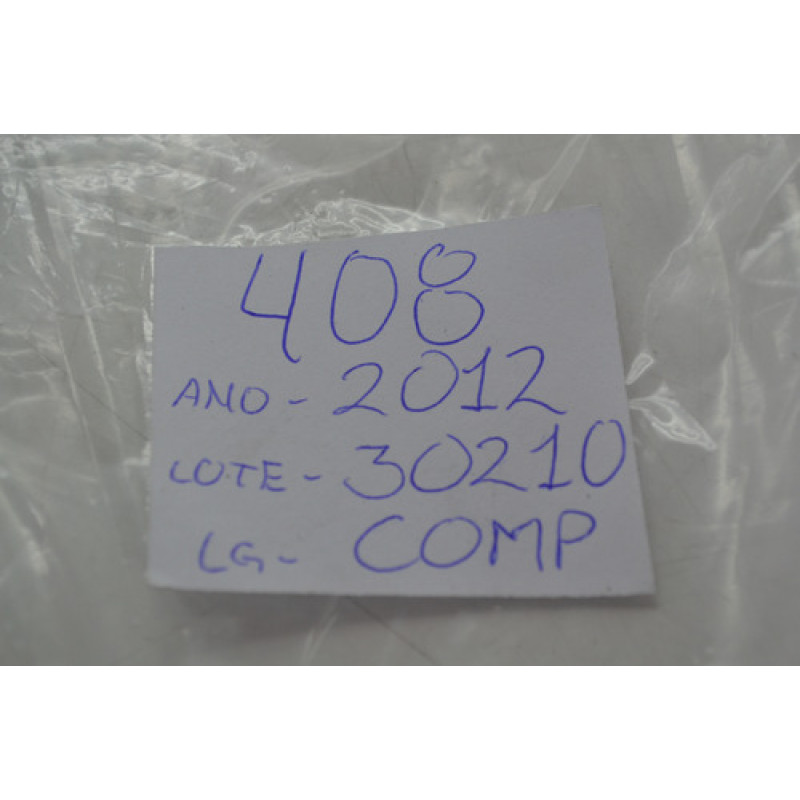 408
ANO - 2012
LOTE - 30210
LG - COMP